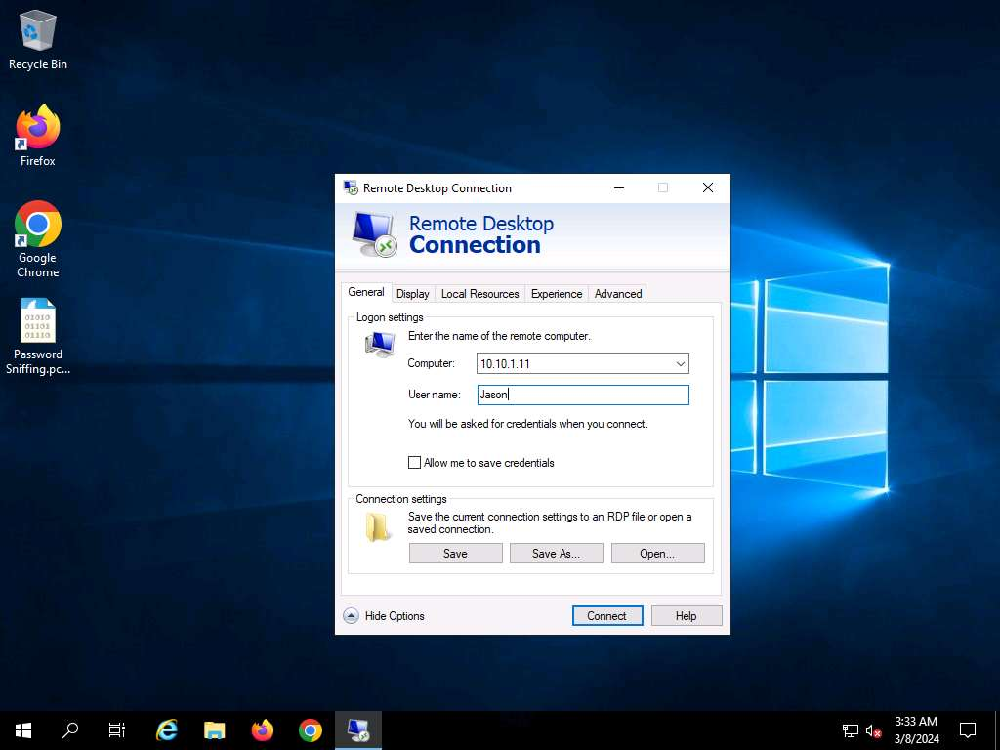 Recycle Bin
Firefox
Google
Chrome
01010
01101
01110
Password
Sniffing.pc...
Remote Desktop Connection
Remote Desktop
Connection
General
Display
Local Resources
Experience
Advanced
Logon settings
Enter the name of the remote computer.
Computer:
10.10.1.11
User name:
Jason
You will be asked for credentials when you connect.
Allow me to save credentials
Connection settings
Save the current connection settings to an RDP file or open a
saved connection.
Save
Save As...
Open...
Hide Options
Connect
Help
3:33 AM
3/8/2024